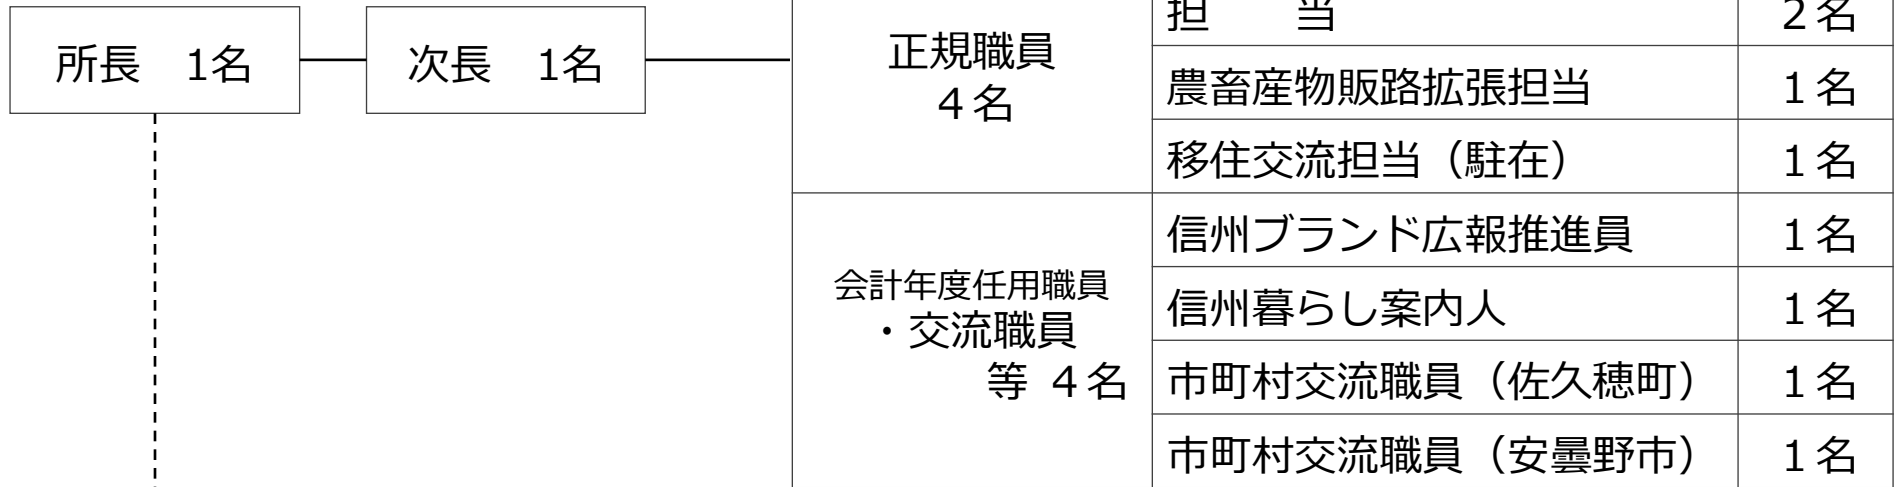 所長　1名
次長　1名
正規職員
４名
担　　当
２名
農畜産物販路拡張担当
１名
移住交流担当（駐在）
１名
会計年度任用職員
・交流職員
等 ４名
信州ブランド広報推進員
１名
信州暮らし案内人
１名
市町村交流職員（佐久穂町）
１名
市町村交流職員（安曇野市）
１名